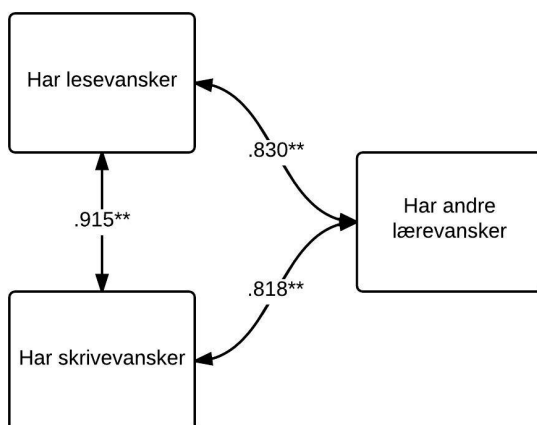 Har lesevansker
.830**
Har andre
lærevansker
.915**
.818**
Har skrivevansker